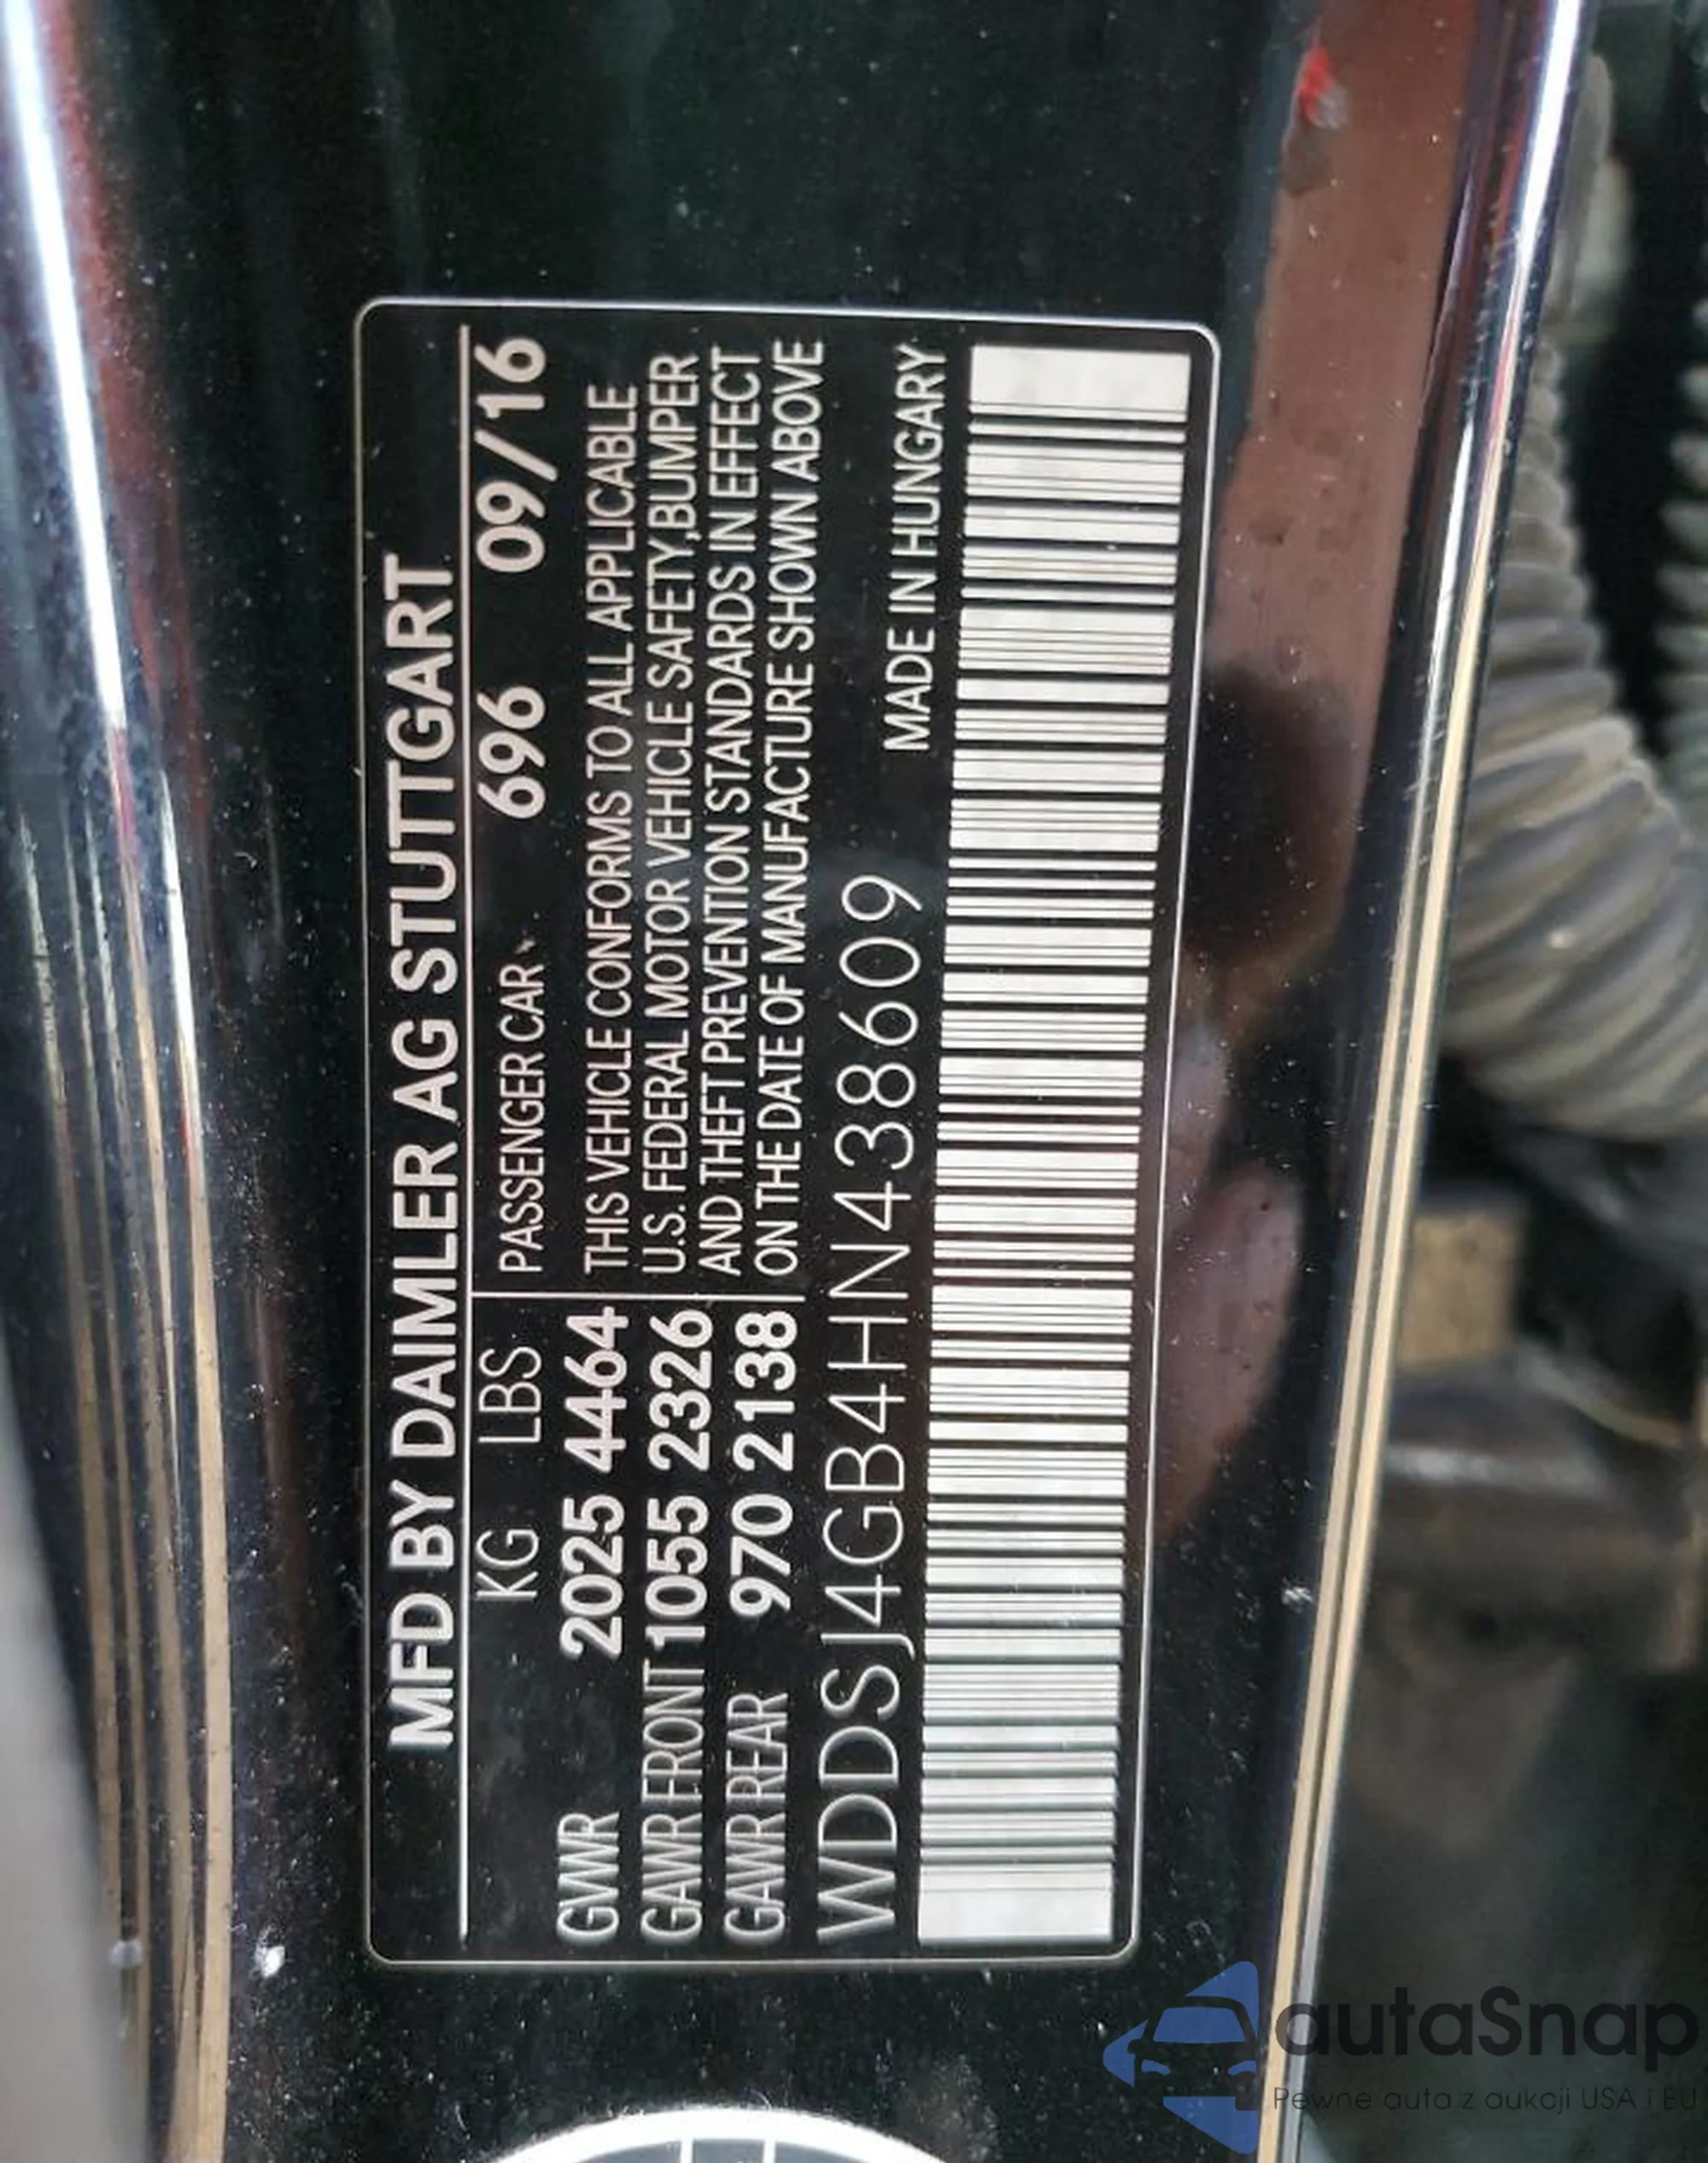 MFD BY DAIMLER AG STUTTGART
KG LBS PASSENGER CAR 696 09/16
GVWR 2025 4464 THIS VEHICLE CONFORMS TO ALL APPLICABLE
GAWR FRONT 1055 2326 U.S. FEDERAL MOTOR VEHICLE SAFETY,BUMPER
GAWR REAR 970 2138 AND THEFT PREVENTION STANDARDS IN EFFECT
ON THE DATE OF MANUFACTURE SHOWN ABOVE
WDDSJ4GB4HN438609 MADE IN HUNGARY
autaSnap
Pewne auta z aukcji USA i EU